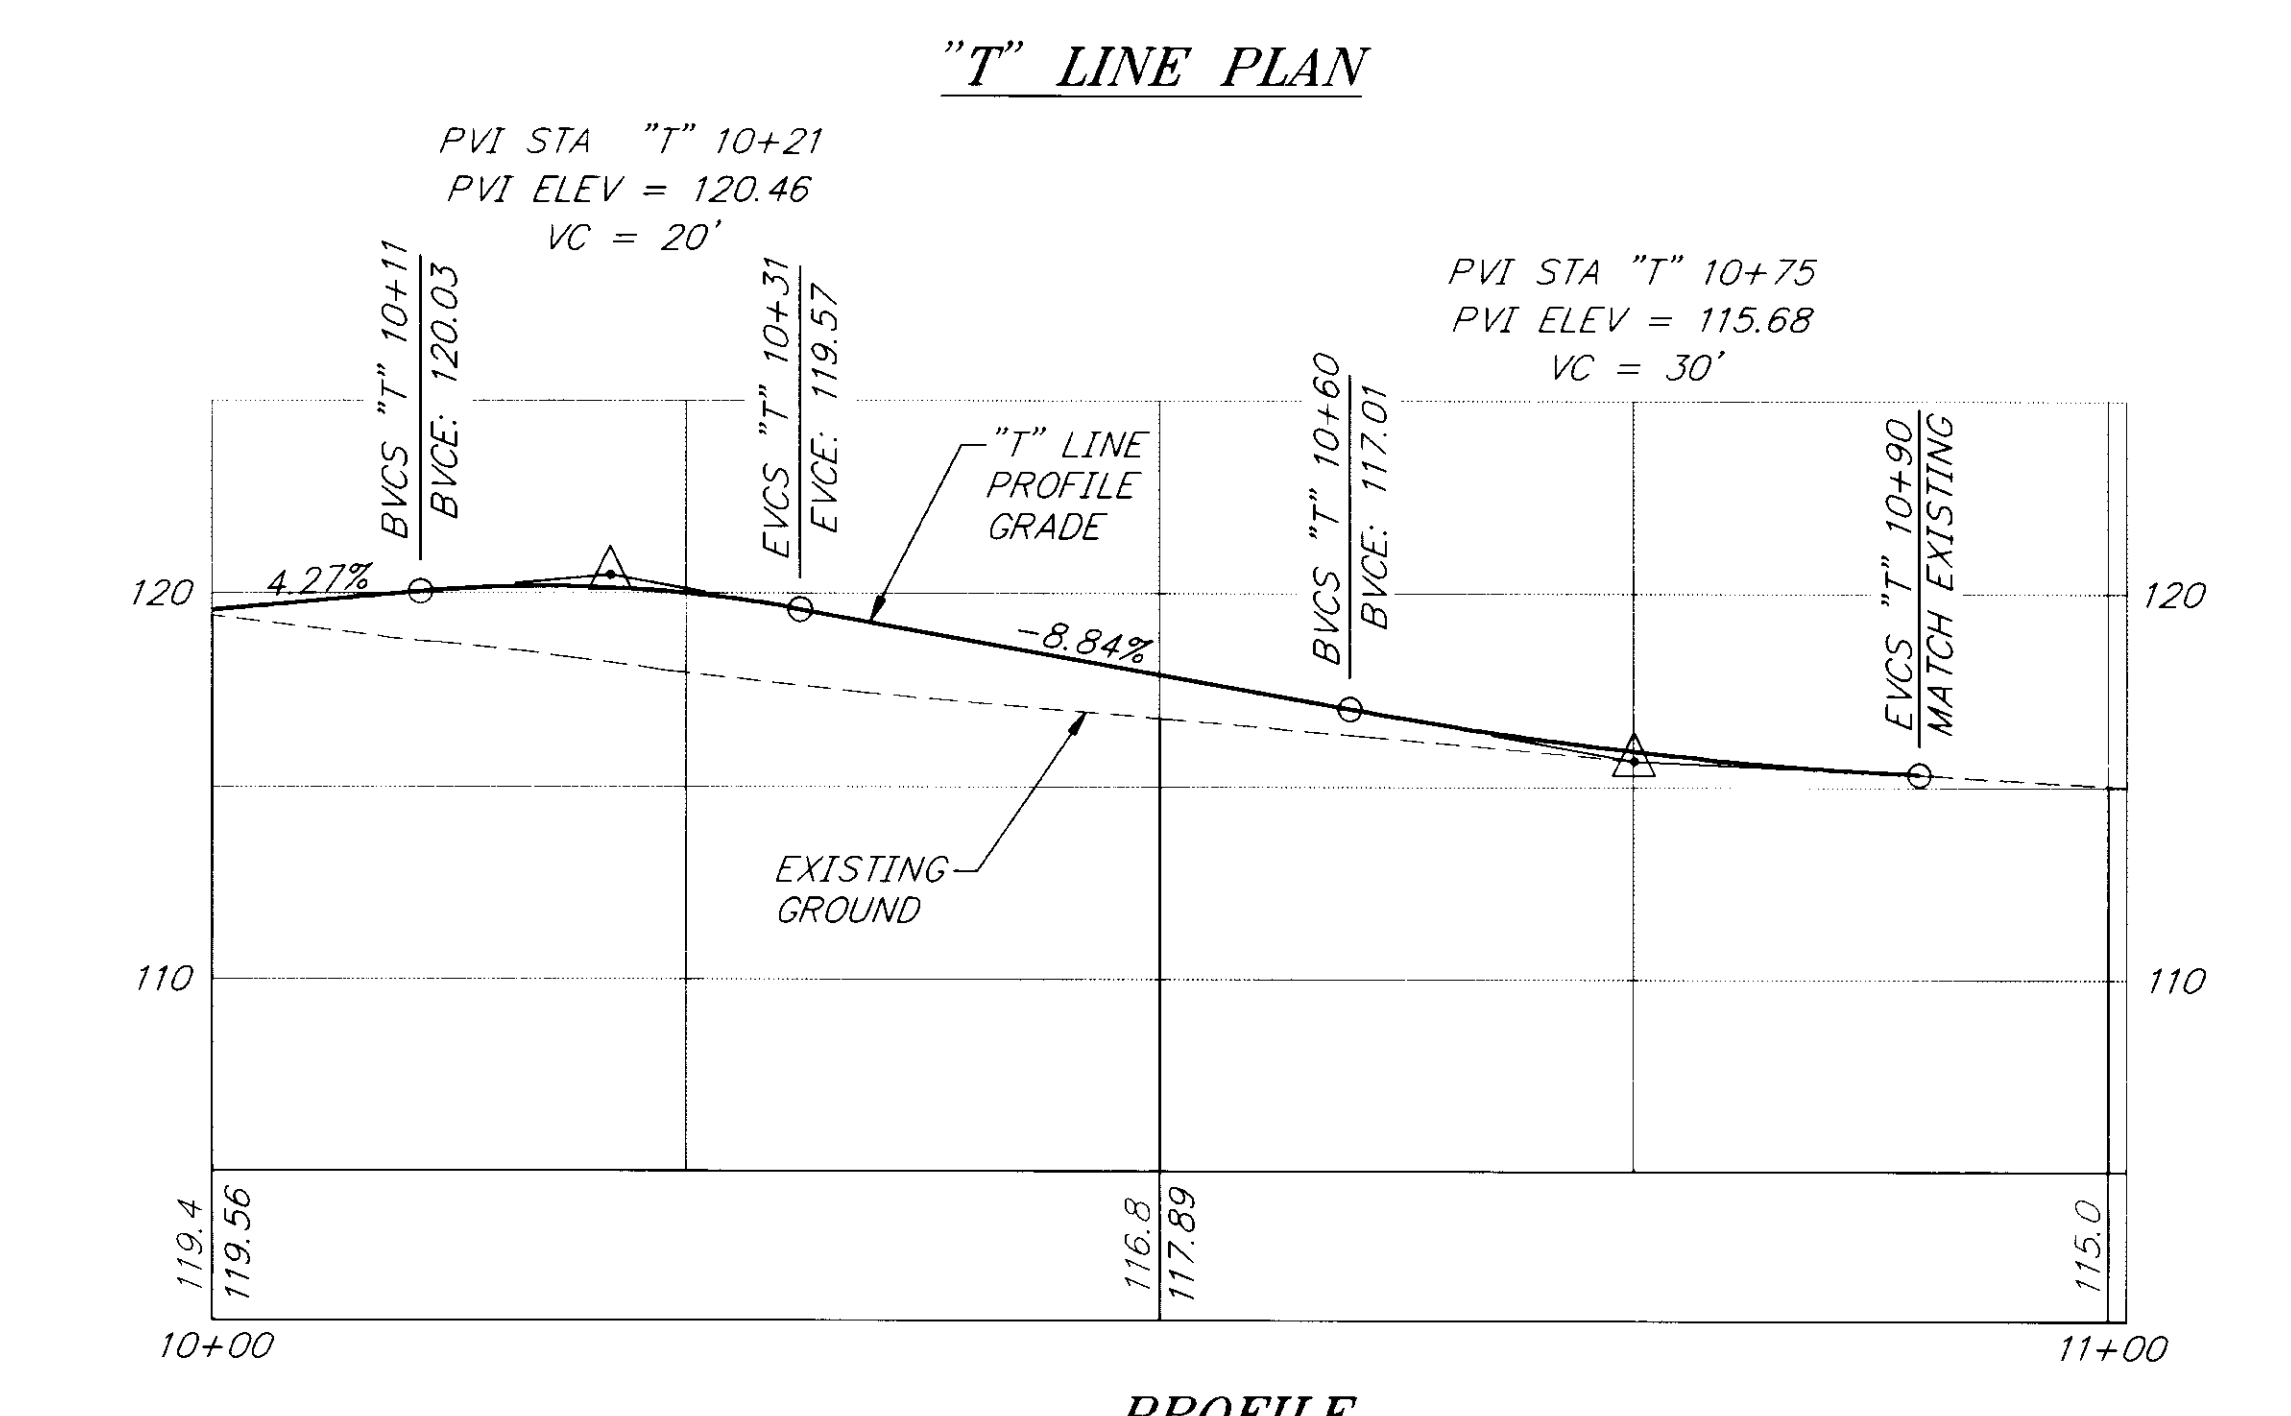 "T" LINE PLAN
PVI STA "T" 10+21
PVI ELEV = 120.46
VC = 20'
BVCS "T" 10+11
BVCE: 120.03
EVCS "T" 10+31
EVCE: 119.57
PVI STA "T" 10+75
PVI ELEV = 115.68
VC = 30'
BVCS "T" 10+60
BVCE: 117.01
EVCS "T" 10+90
MATCH EXISTING
"T" LINE
PROFILE
GRADE
4.27%
-8.84%
120
120
EXISTING
GROUND
110
110
119.4
119.56
116.8
117.89
115.0
10+00
11+00
PROFILE